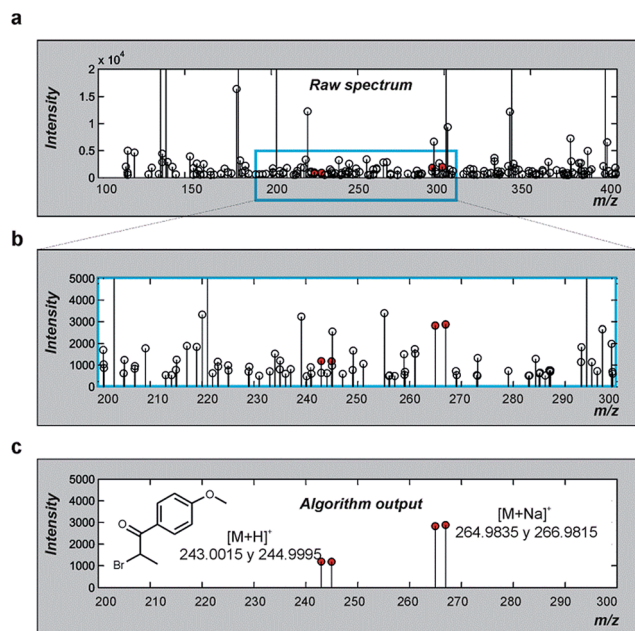 a
2 × 10⁴
Raw spectrum
Intensity
1.5
1
0.5
0
100 150 200 250 300 350 400
m/z
b
Intensity
5000
4000
3000
2000
1000
0
200 210 220 230 240 250 260 270 280 290 300
m/z
c
Intensity
5000
4000
3000
2000
1000
0
Algorithm output
O
O
Br
[M+H]⁺
243.0015 y 244.9995
[M+Na]⁺
264.9835 y 266.9815
200 210 220 230 240 250 260 270 280 290 300
m/z